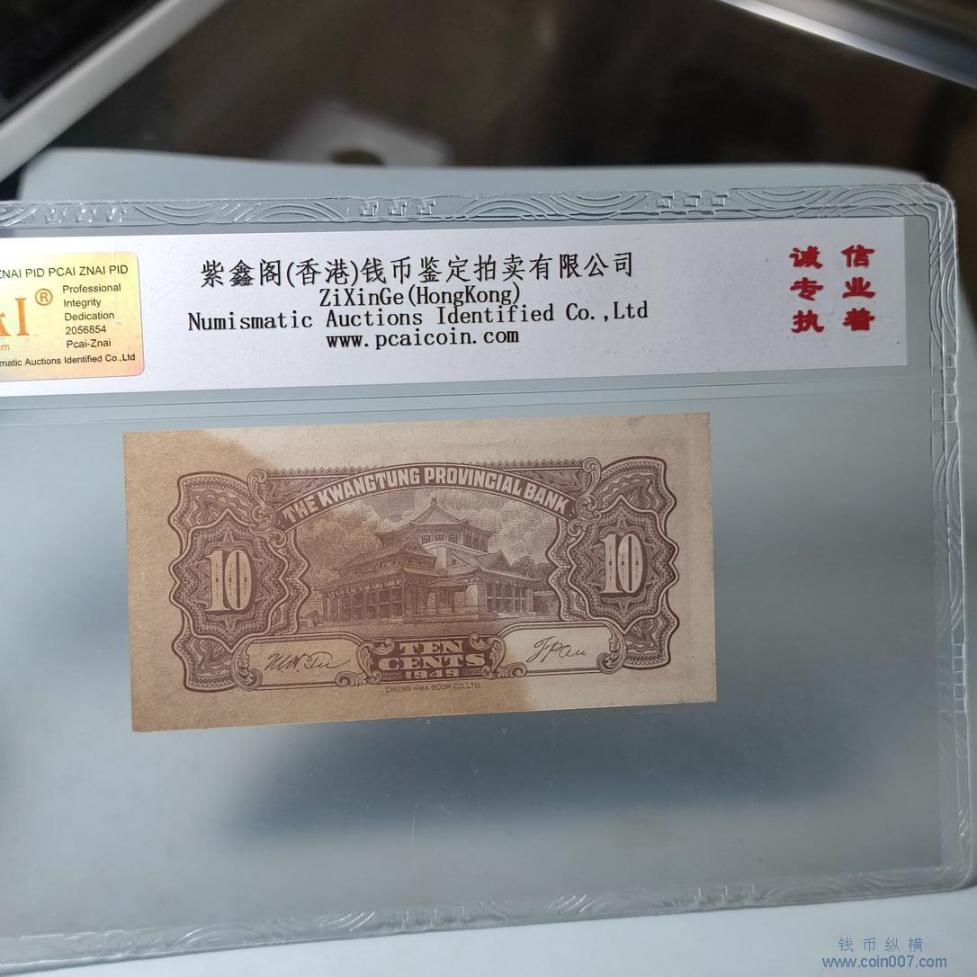 ZNAI PID PCAI ZNAI PID
®
Professional
Integrity
Dedication
2056854
Pcai-Znai
matic Auctions Identified Co.,Ltd
紫鑫阁(香港)钱币鉴定拍卖有限公司
ZiXinGe(HongKong)
Numismatic Auctions Identified Co.,Ltd
www.pcaicoin.com
诚信
专业
执着
THE KWANGTUNG PROVINCIAL BANK
10
10
TEN
CENTS
1949
CHUNG HWA BOOK CO.LTD
钱币纵横
www.coin007.com